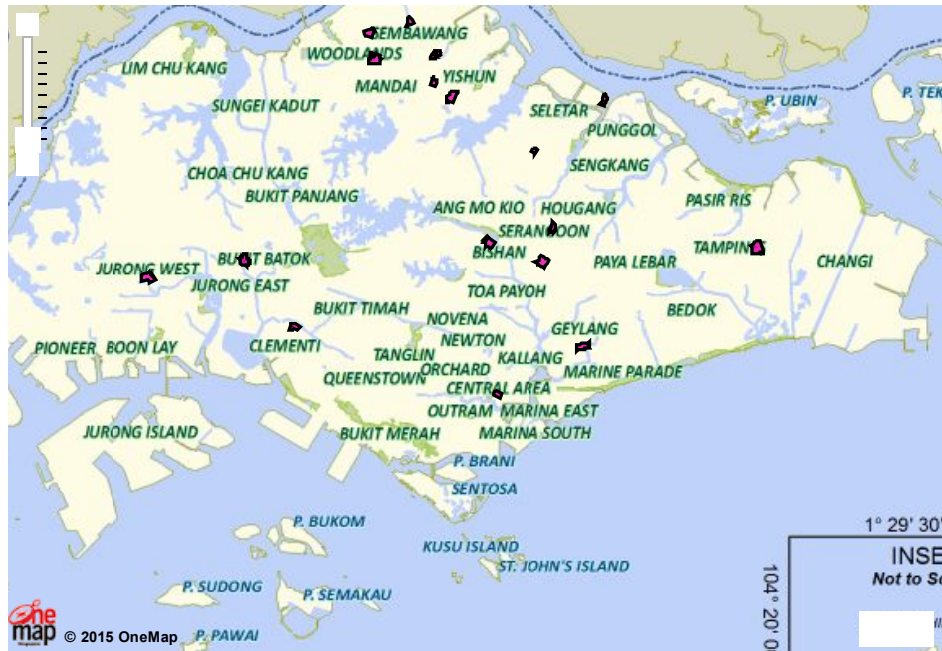 SEMBAWANG
WOODLANDS
LIM CHU KANG
YISHUN
MANDAI
P. UBIN
P. TEK
SUNGEI KADUT
SELETAR
PUNGGOL
SENGKANG
CHOA CHU KANG
BUKIT PANJANG
PASIR RIS
ANG MO KIO
HOUGANG
SERANGOON
BISHAN
TAMPINES
BUKIT BATOK
PAYA LEBAR
CHANGI
JURONG WEST
JURONG EAST
TOA PAYOH
BUKIT TIMAH
BEDOK
NOVENA
GEYLANG
NEWTON
PIONEER
BOON LAY
CLEMENTI
TANGLIN
KALLANG
ORCHARD
MARINE PARADE
QUEENSTOWN
CENTRAL AREA
OUTRAM
MARINA EAST
JURONG ISLAND
BUKIT MERAH
MARINA SOUTH
P. BRANI
SENTOSA
P. BUKOM
1° 29' 30'
KUSU ISLAND
INSE
ST. JOHN'S ISLAND
Not to Sc
104° 20' 0
P. SUDONG
P. SEMAKAU
One
map © 2015 OneMap
P. PAWAI